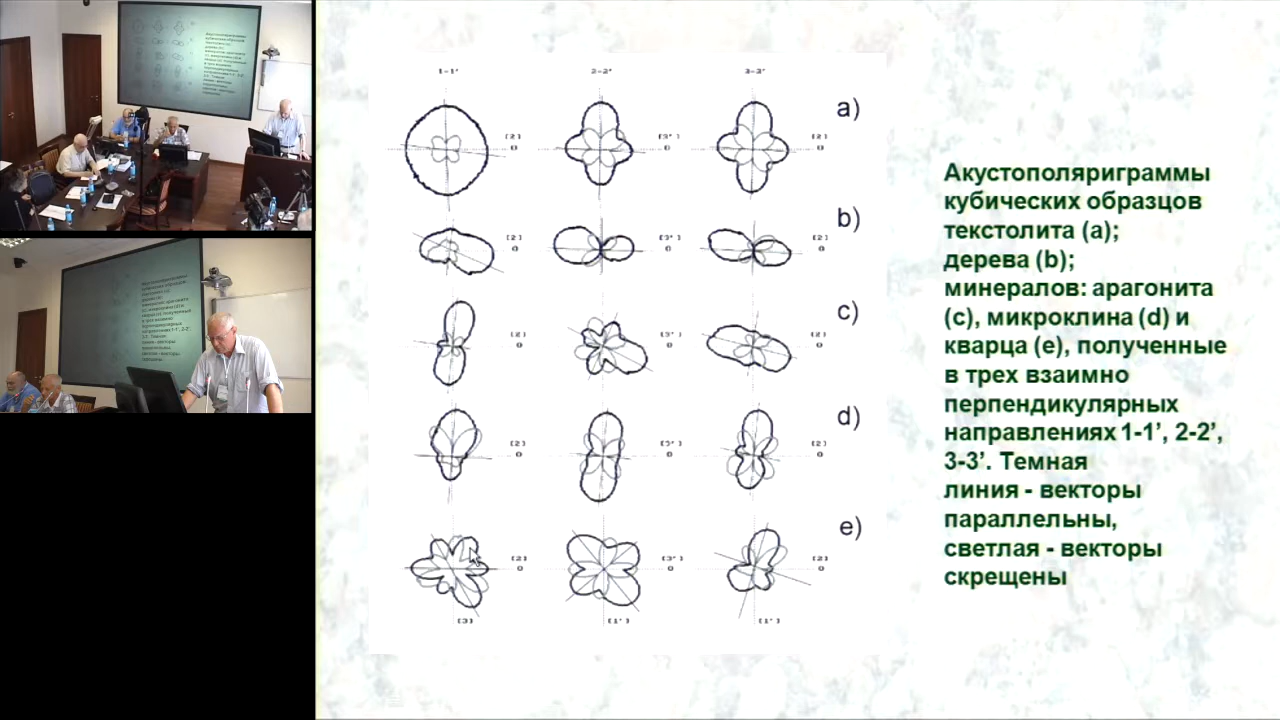 1-1'
2-2'
3-3'
a)
[2]
0
[3']
0
[2]
0
b)
[2]
0
[3']
0
[2]
0
c)
[2]
0
[3']
0
[2]
0
d)
[2]
0
[3']
0
[2]
0
e)
[2]
0
[3']
0
[2]
0
[3]
[1']
[1']
Акустополяриграммы
кубических образцов
текстолита (a);
дерева (b);
минералов: арагонита
(c), микроклина (d) и
кварца (e), полученные
в трех взаимно
перпендикулярных
направлениях 1-1’, 2-2’,
3-3’. Темная
линия - векторы
параллельны,
светлая - векторы
скрещены